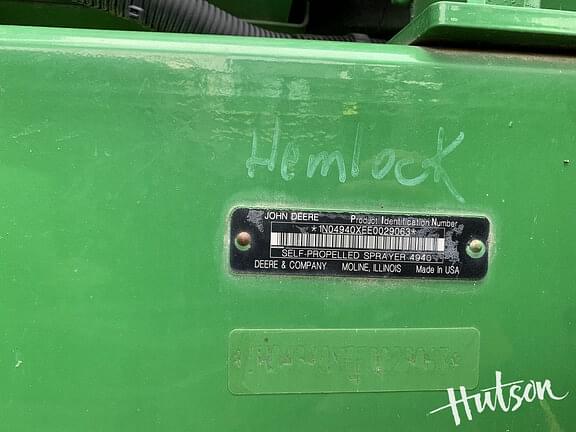 Hemlock
JOHN DEERE Product Identification Number
*1N04940XEE0029063*
SELF-PROPELLED SPRAYER 4940
DEERE & COMPANY MOLINE, ILLINOIS Made in USA
*1N04940XEE0029063*
Hutson